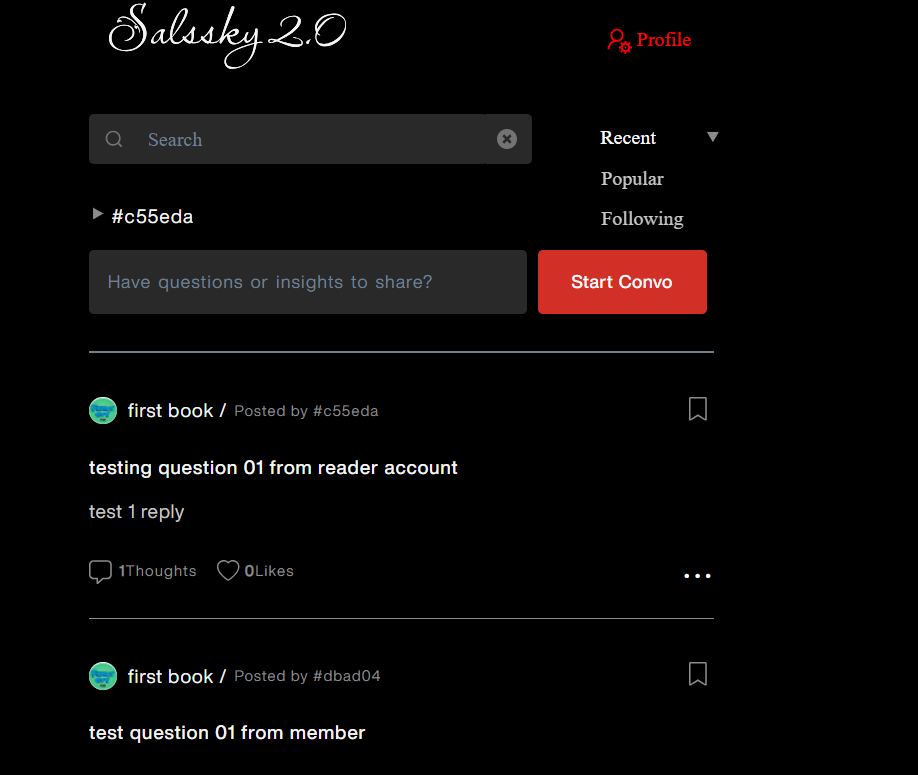 Salssky 2.0
Profile
Search
Recent
Popular
Following
#c55eda
Have questions or insights to share?
Start Convo
first book / Posted by #c55eda
testing question 01 from reader account
test 1 reply
1Thoughts 0Likes
first book / Posted by #dbad04
test question 01 from member